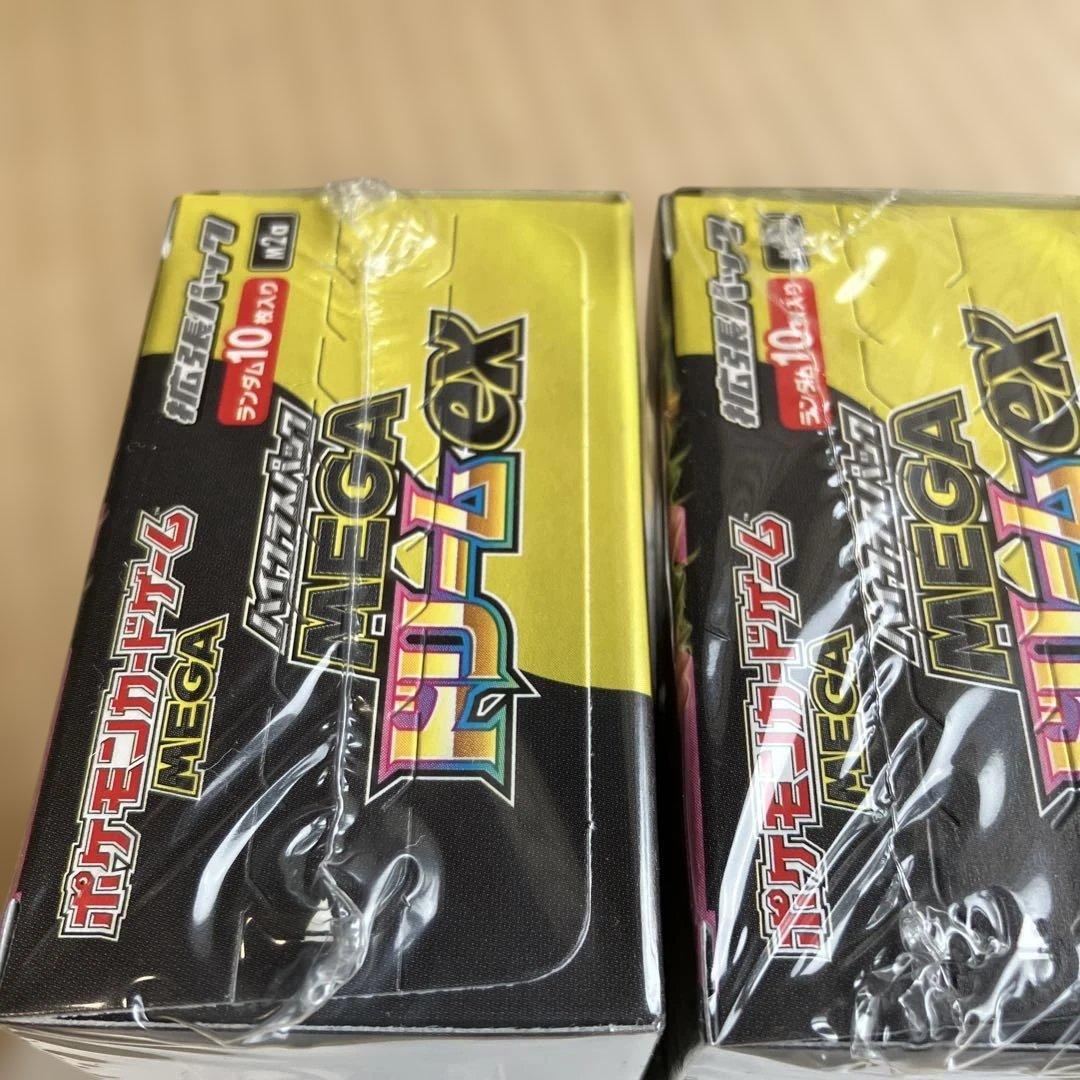 拡張パック
M2a
ランダム10枚入り
ハイクラスパック
MEGA
ドリームex
ポケモンカードゲーム
MEGA
拡張パック
ランダム10枚入り
ハイクラスパック
MEGA
ドリームex
ポケモンカードゲーム
MEGA